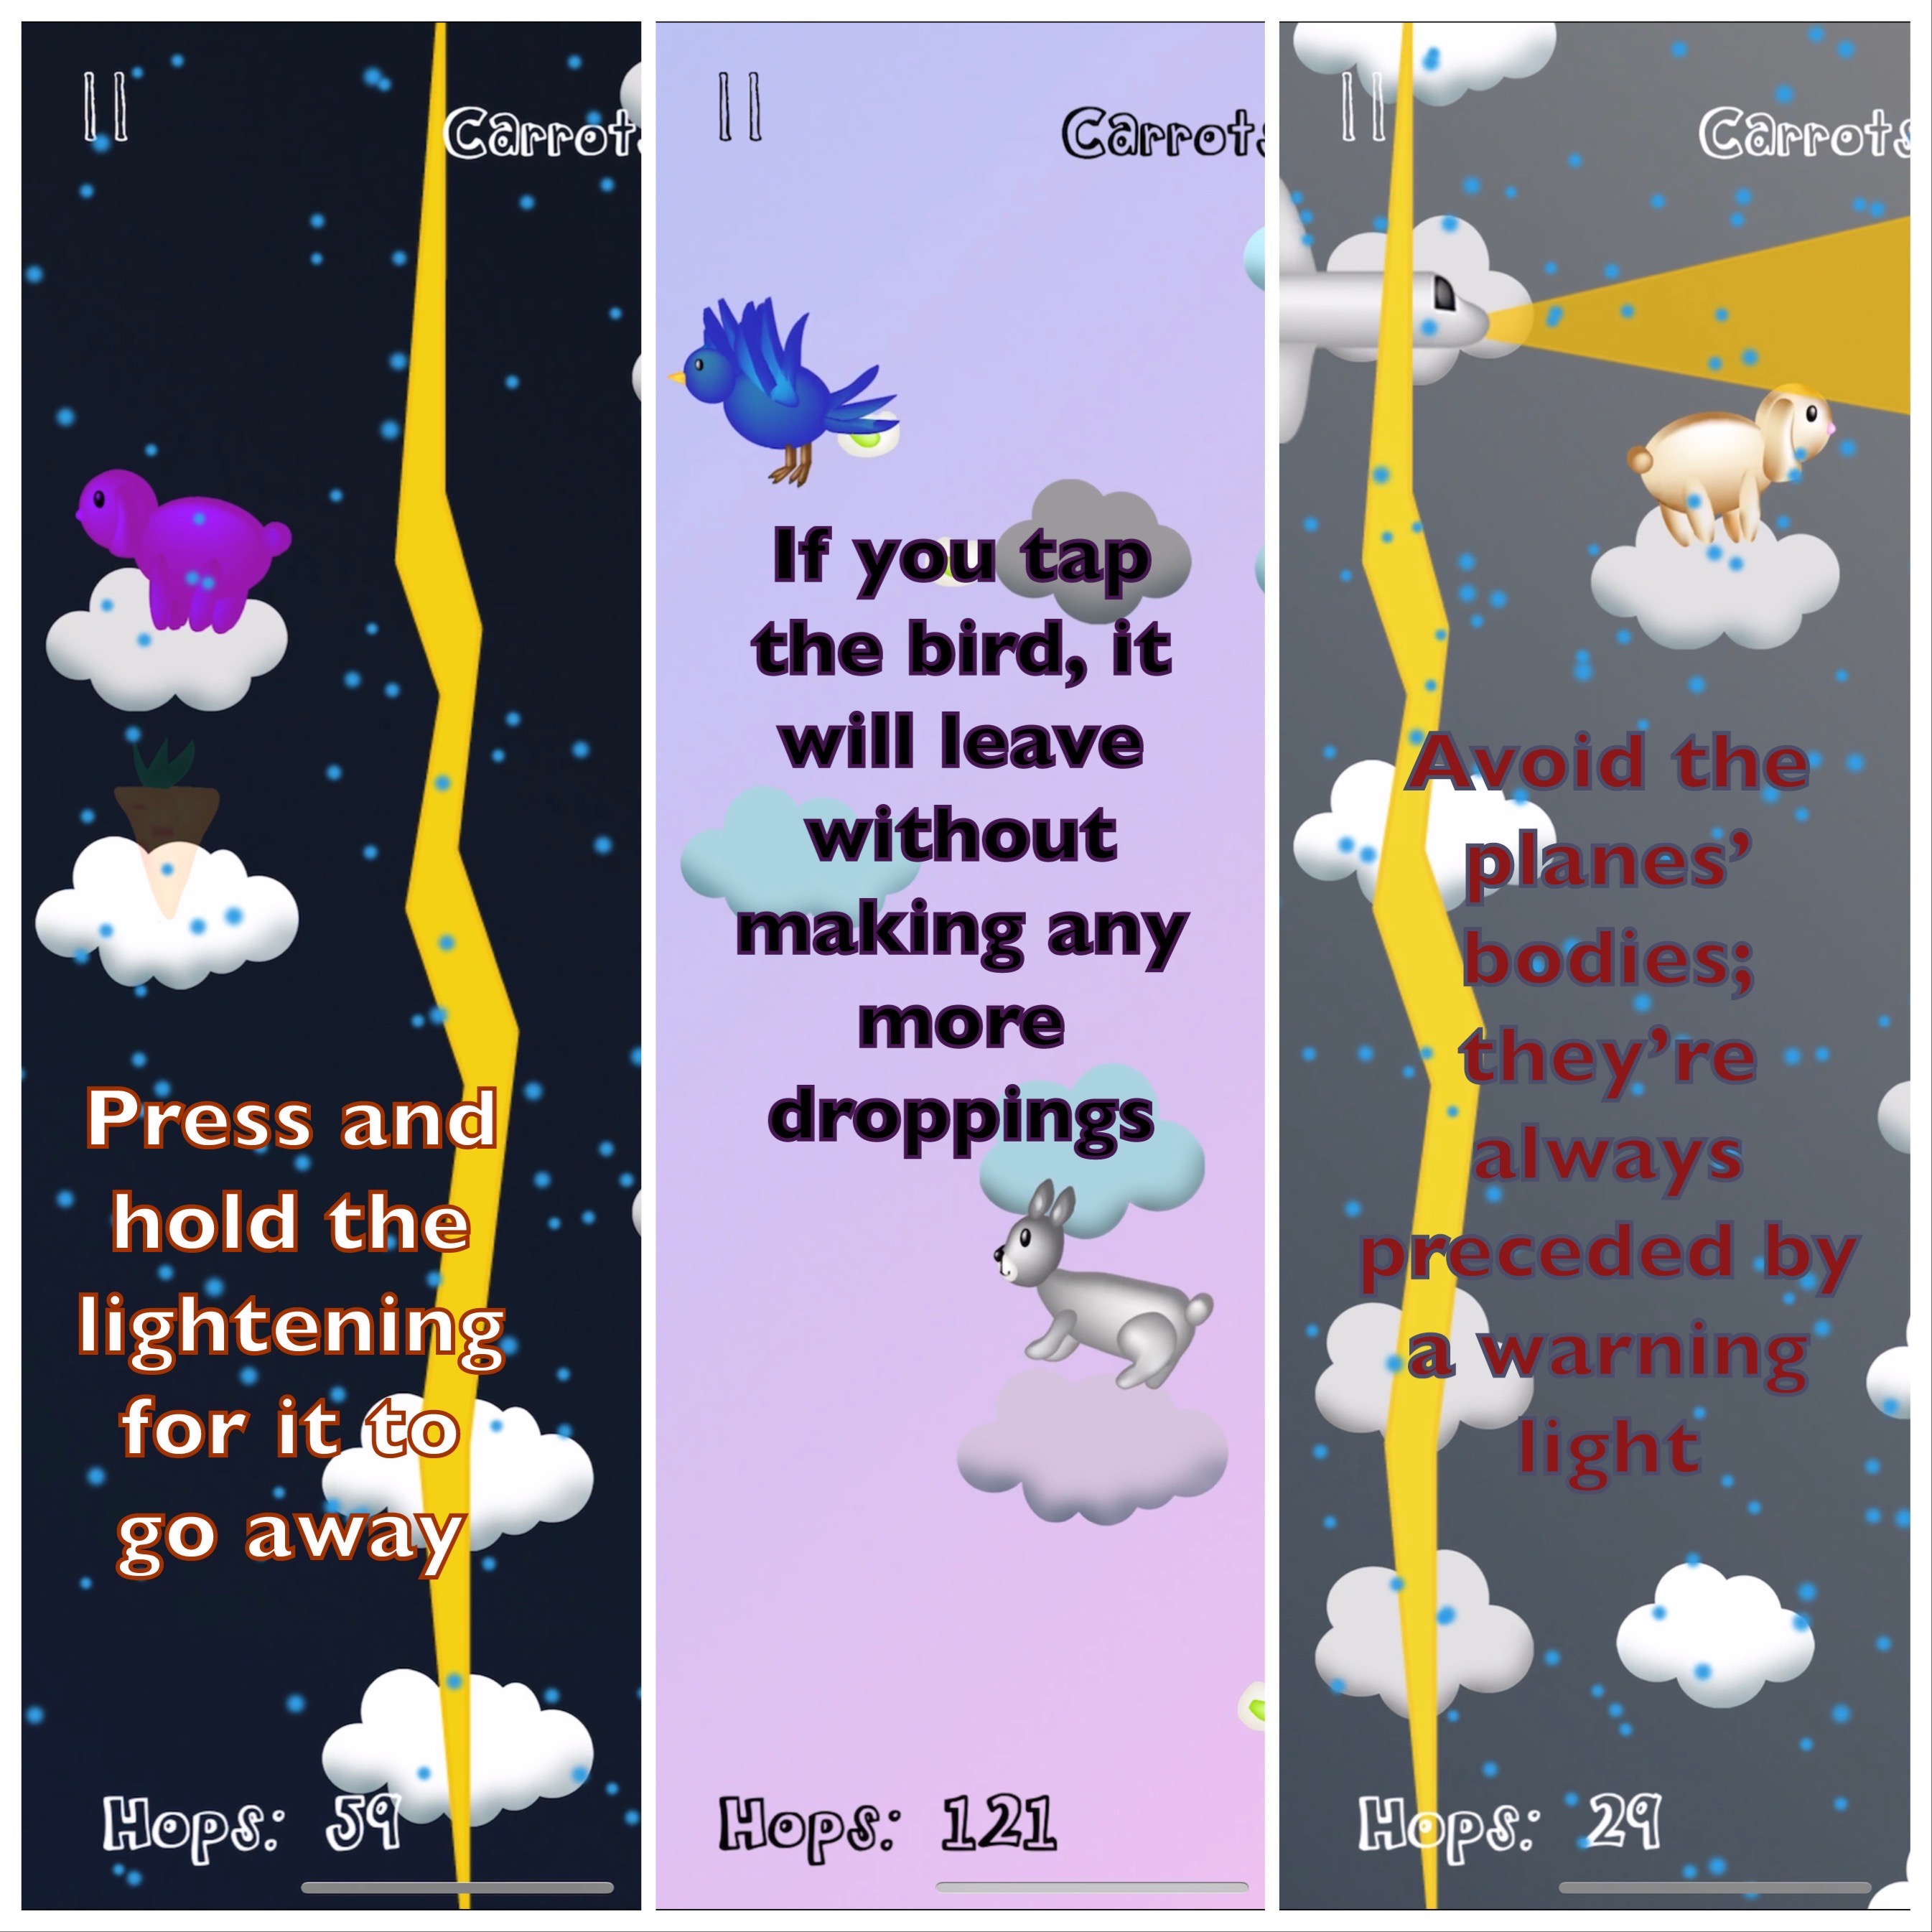 Carrot
Press and
hold the
lightening
for it to
go away
Hops: 59
Carrots
If you tap
the bird, it
will leave
without
making any
more
droppings
Hops: 121
Carrots
Avoid the
planes’
bodies;
they’re
always
preceded by
a warning
light
Hops: 29